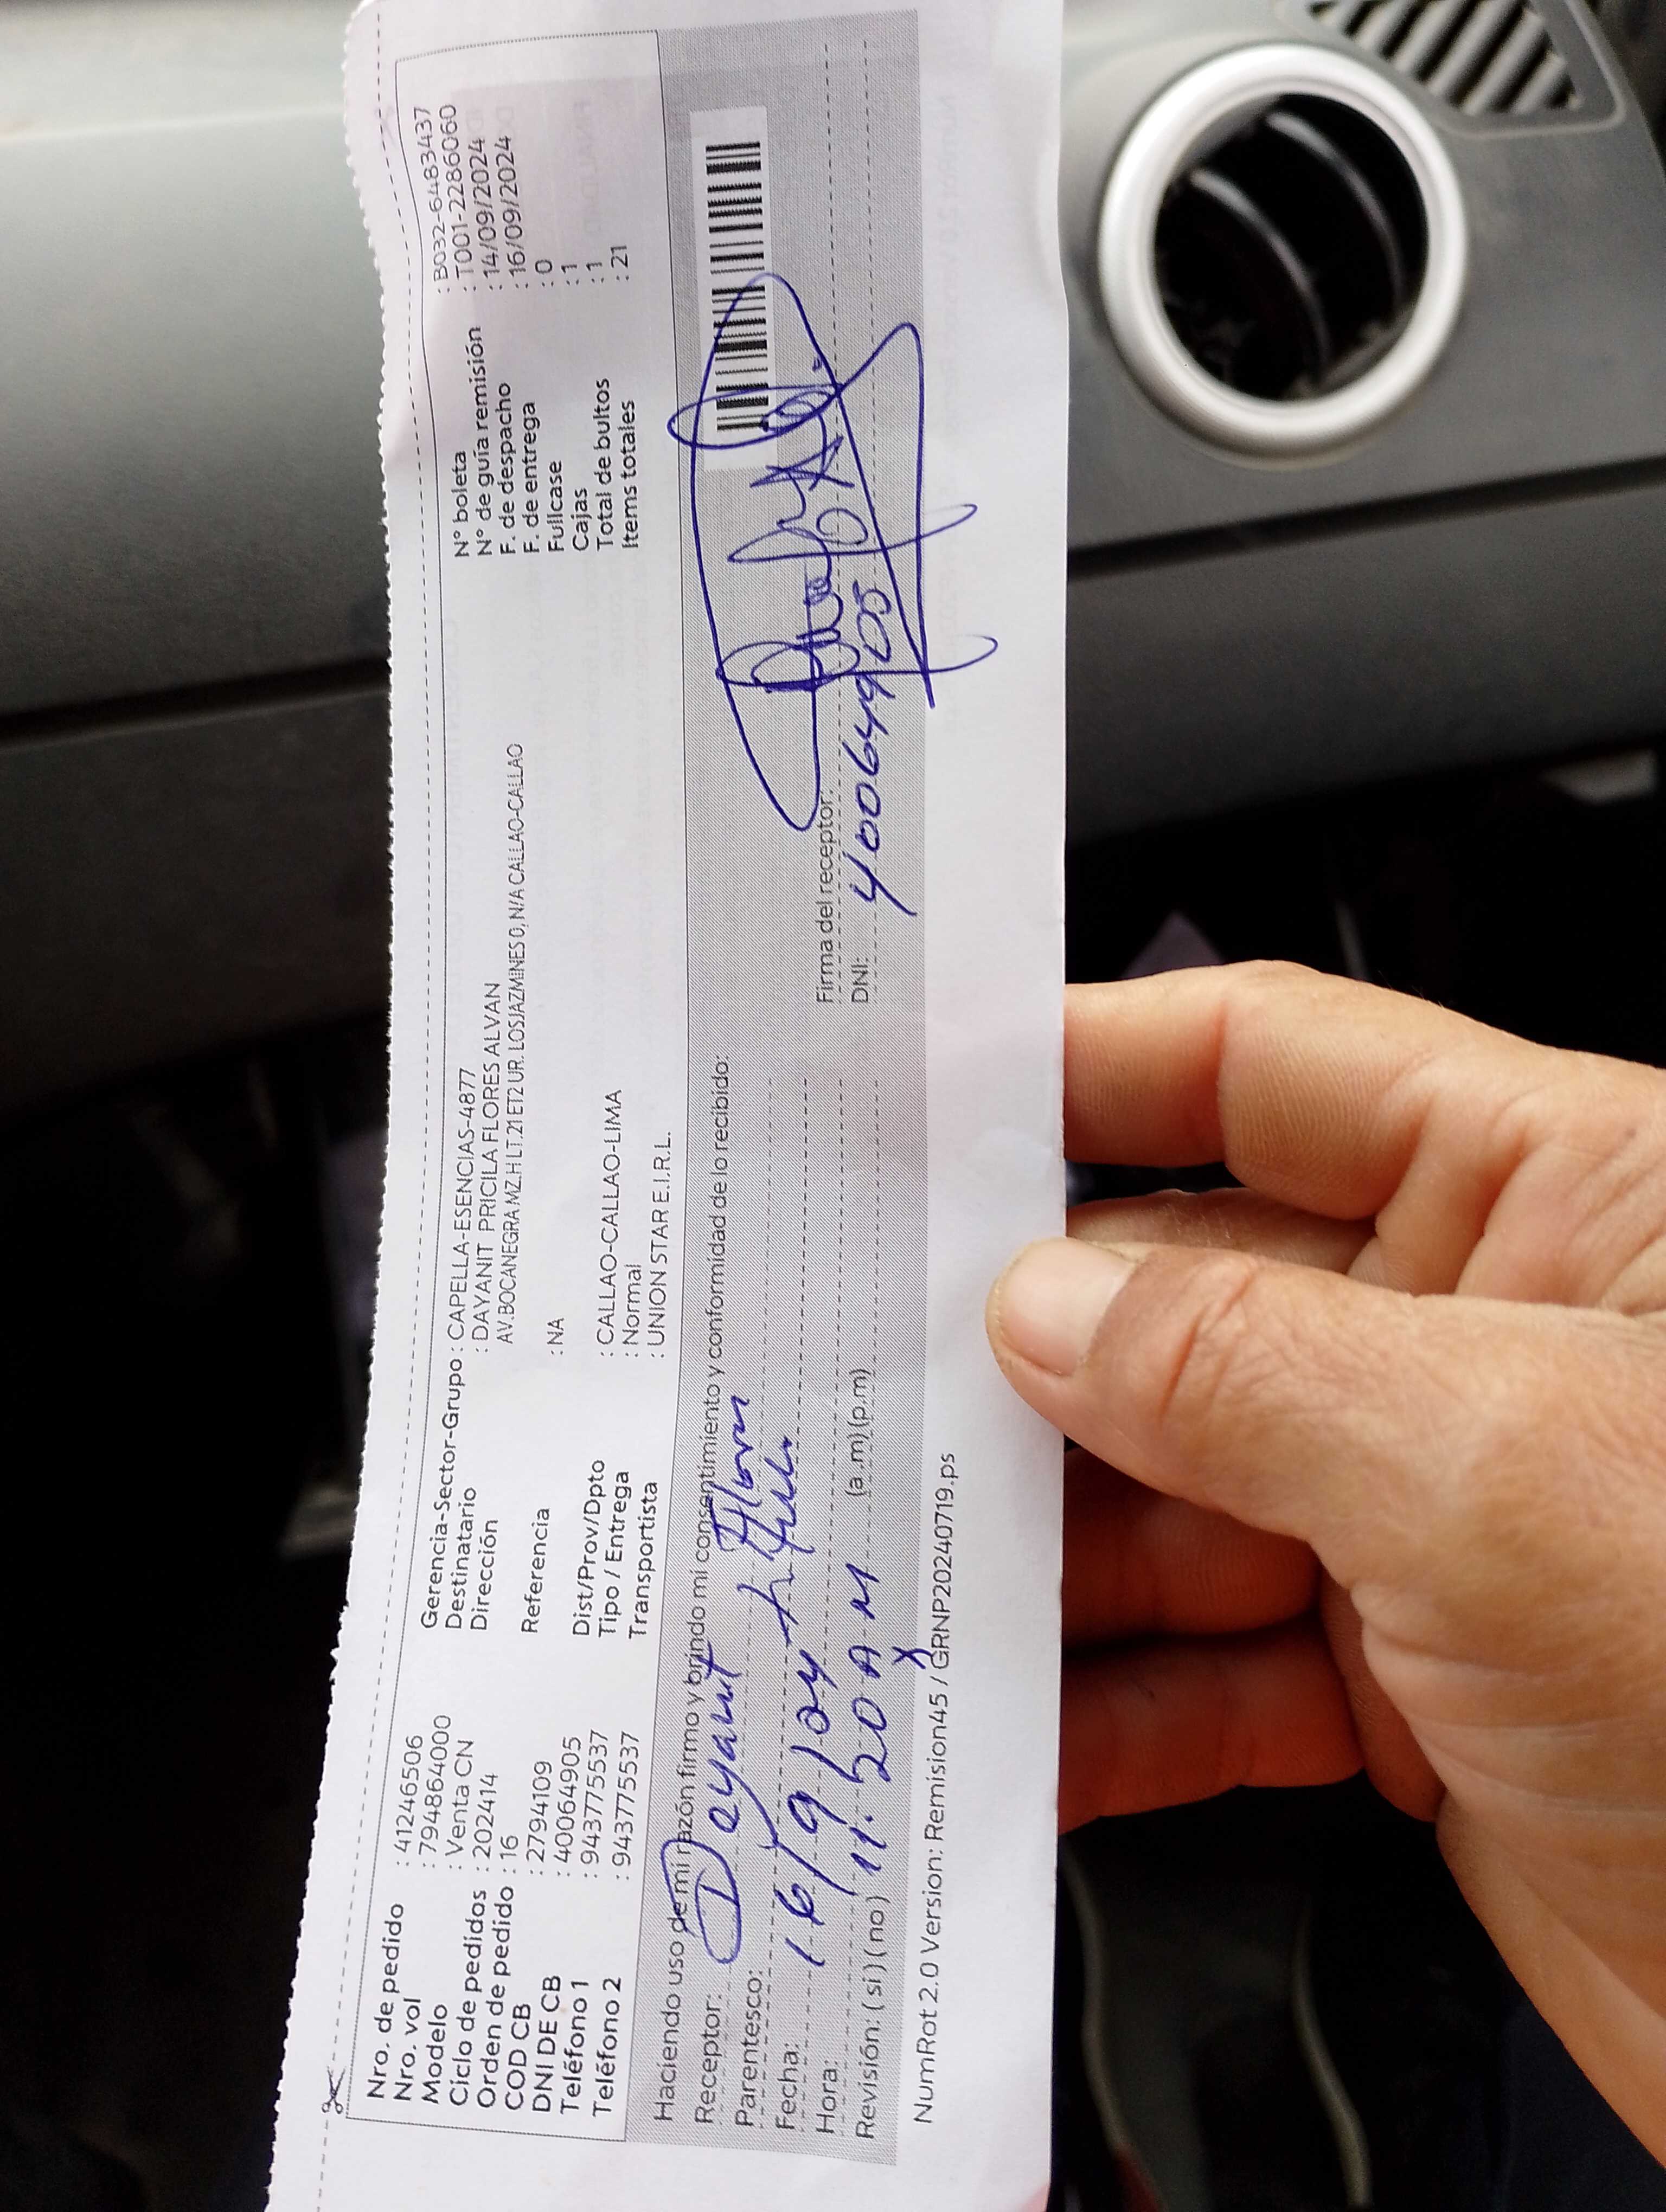 Nro. de pedido : 41246506
Nro. vol : 794864000
Modelo : Venta CN
Ciclo de pedidos : 202414
Orden de pedido : 16
COD CB : 2794109
DNI DE CB : 40064905
Teléfono 1 : 943775537
Teléfono 2 : 943775537
Gerencia-Sector-Grupo : CAPELLA-ESENCIAS-4877
Destinatario : DAYANIT PRICILA FLORES ALVAN
Dirección AV.BOCANEGRA MZ.H LT.21 ET2 UR. LOSJAZMINES 0, N/A CALLAO-CALLAO
Referencia : NA
Dist/Prov/Dpto : CALLAO-CALLAO-LIMA
Tipo / Entrega : Normal
Transportista : UNION STAR E.I.R.L.
N° boleta : B032-6483437
N° de guía remisión : T001-2286060
F. de despacho : 14/09/2024
F. de entrega : 16/09/2024
Fullcase : 0
Cajas : 1
Total de bultos : 1
Items totales : 21
Haciendo uso de mi razón firmo y brindo mi consentimiento y conformidad de lo recibido:
Receptor: Dayanit
Parentesco:
Fecha: 16/9/24
Hora: 11:50 AM (a.m) (p.m)
Revisión: (si) (no) X
Firma del receptor:
DNI: 40064905
NumRot 2.0 Version: Remision45 / GRNP20240719.ps